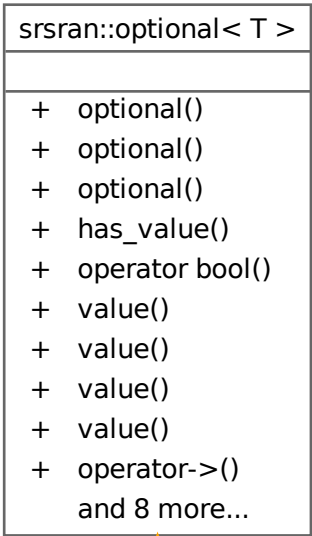 srsran::optional< T >
+ optional()
+ optional()
+ optional()
+ has_value()
+ operator bool()
+ value()
+ value()
+ value()
+ value()
+ operator->()
and 8 more...